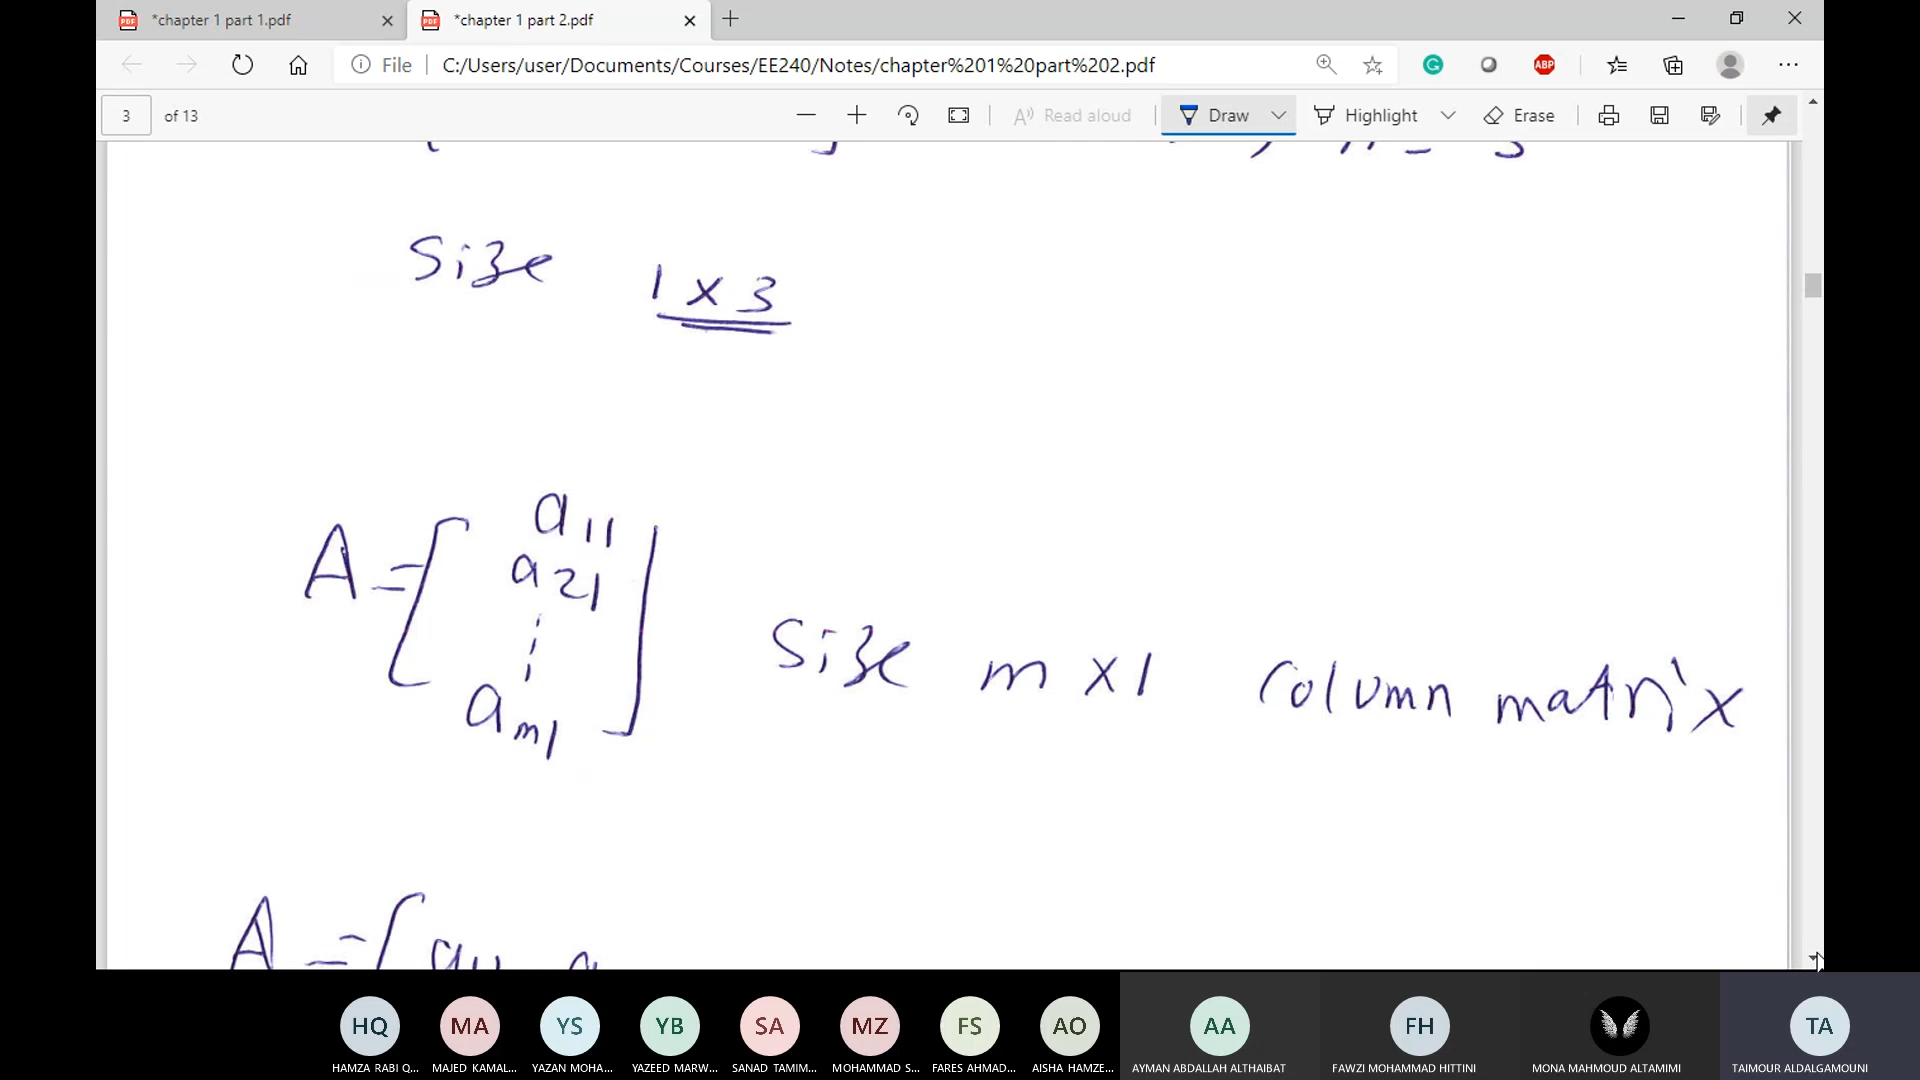 *chapter 1 part 1.pdf
*chapter 1 part 2.pdf
File
C:/Users/user/Documents/Courses/EE240/Notes/chapter%201%20part%202.pdf
ABP
3 of 13
Read aloud
Draw
Highlight
Erase
Size 1 x 3
a11
A = [ a21 ]
am1
Size m x 1 Column matrix
A = [ a11 a
HQ MA YS YB SA MZ FS AO AA FH TA
HAMZA RABI Q... MAJED KAMAL... YAZAN MOHA... YAZEED MARW... SANAD TAMIM... MOHAMMAD S... FARES AHMAD... AISHA HAMZE... AYMAN ABDALLAH ALTHAIBAT FAWZI MOHAMMAD HITTINI MONA MAHMOUD ALTAMIMI TAIMOUR ALDALGAMOUNI